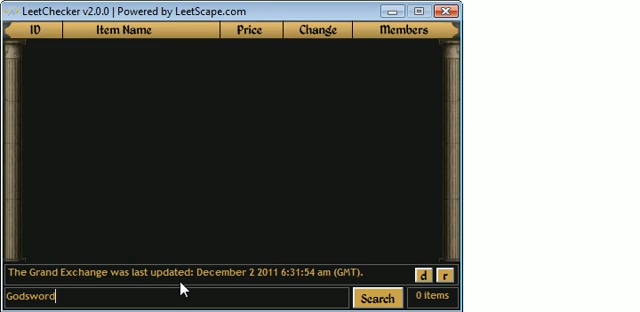 LeetChecker v2.0.0 | Powered by LeetScape.com
ID Item Name Price Change Members
The Grand Exchange was last updated: December 2 2011 6:31:54 am (GMT).
d r
Godsword
Search
0 items